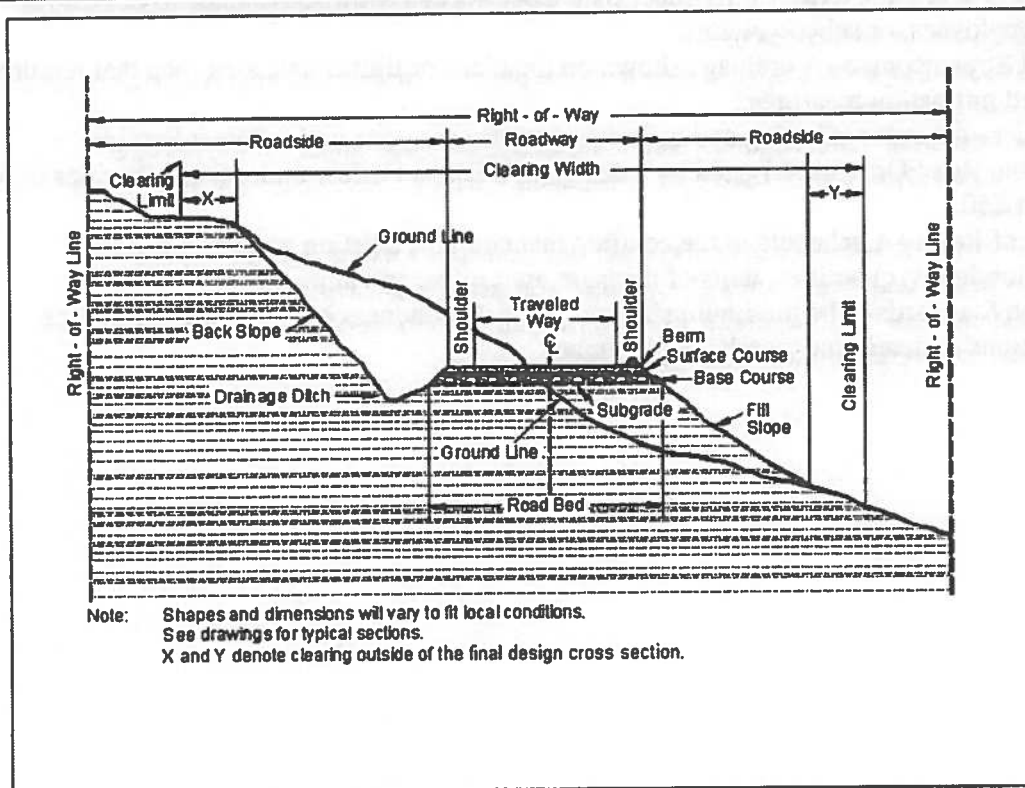 Right - of - Way
Roadside
Roadway
Roadside
Clearing Limit
Clearing Width
X
Y
Ground Line
Right - of - Way Line
Shoulder
Traveled Way
Shoulder
Clearing Limit
Right - of - Way Line
Back Slope
Berm
Surface Course
Base Course
Drainage Ditch
Subgrade
Fill Slope
Ground Line
Road Bed
Note: Shapes and dimensions will vary to fit local conditions.
See drawings for typical sections.
X and Y denote clearing outside of the final design cross section.